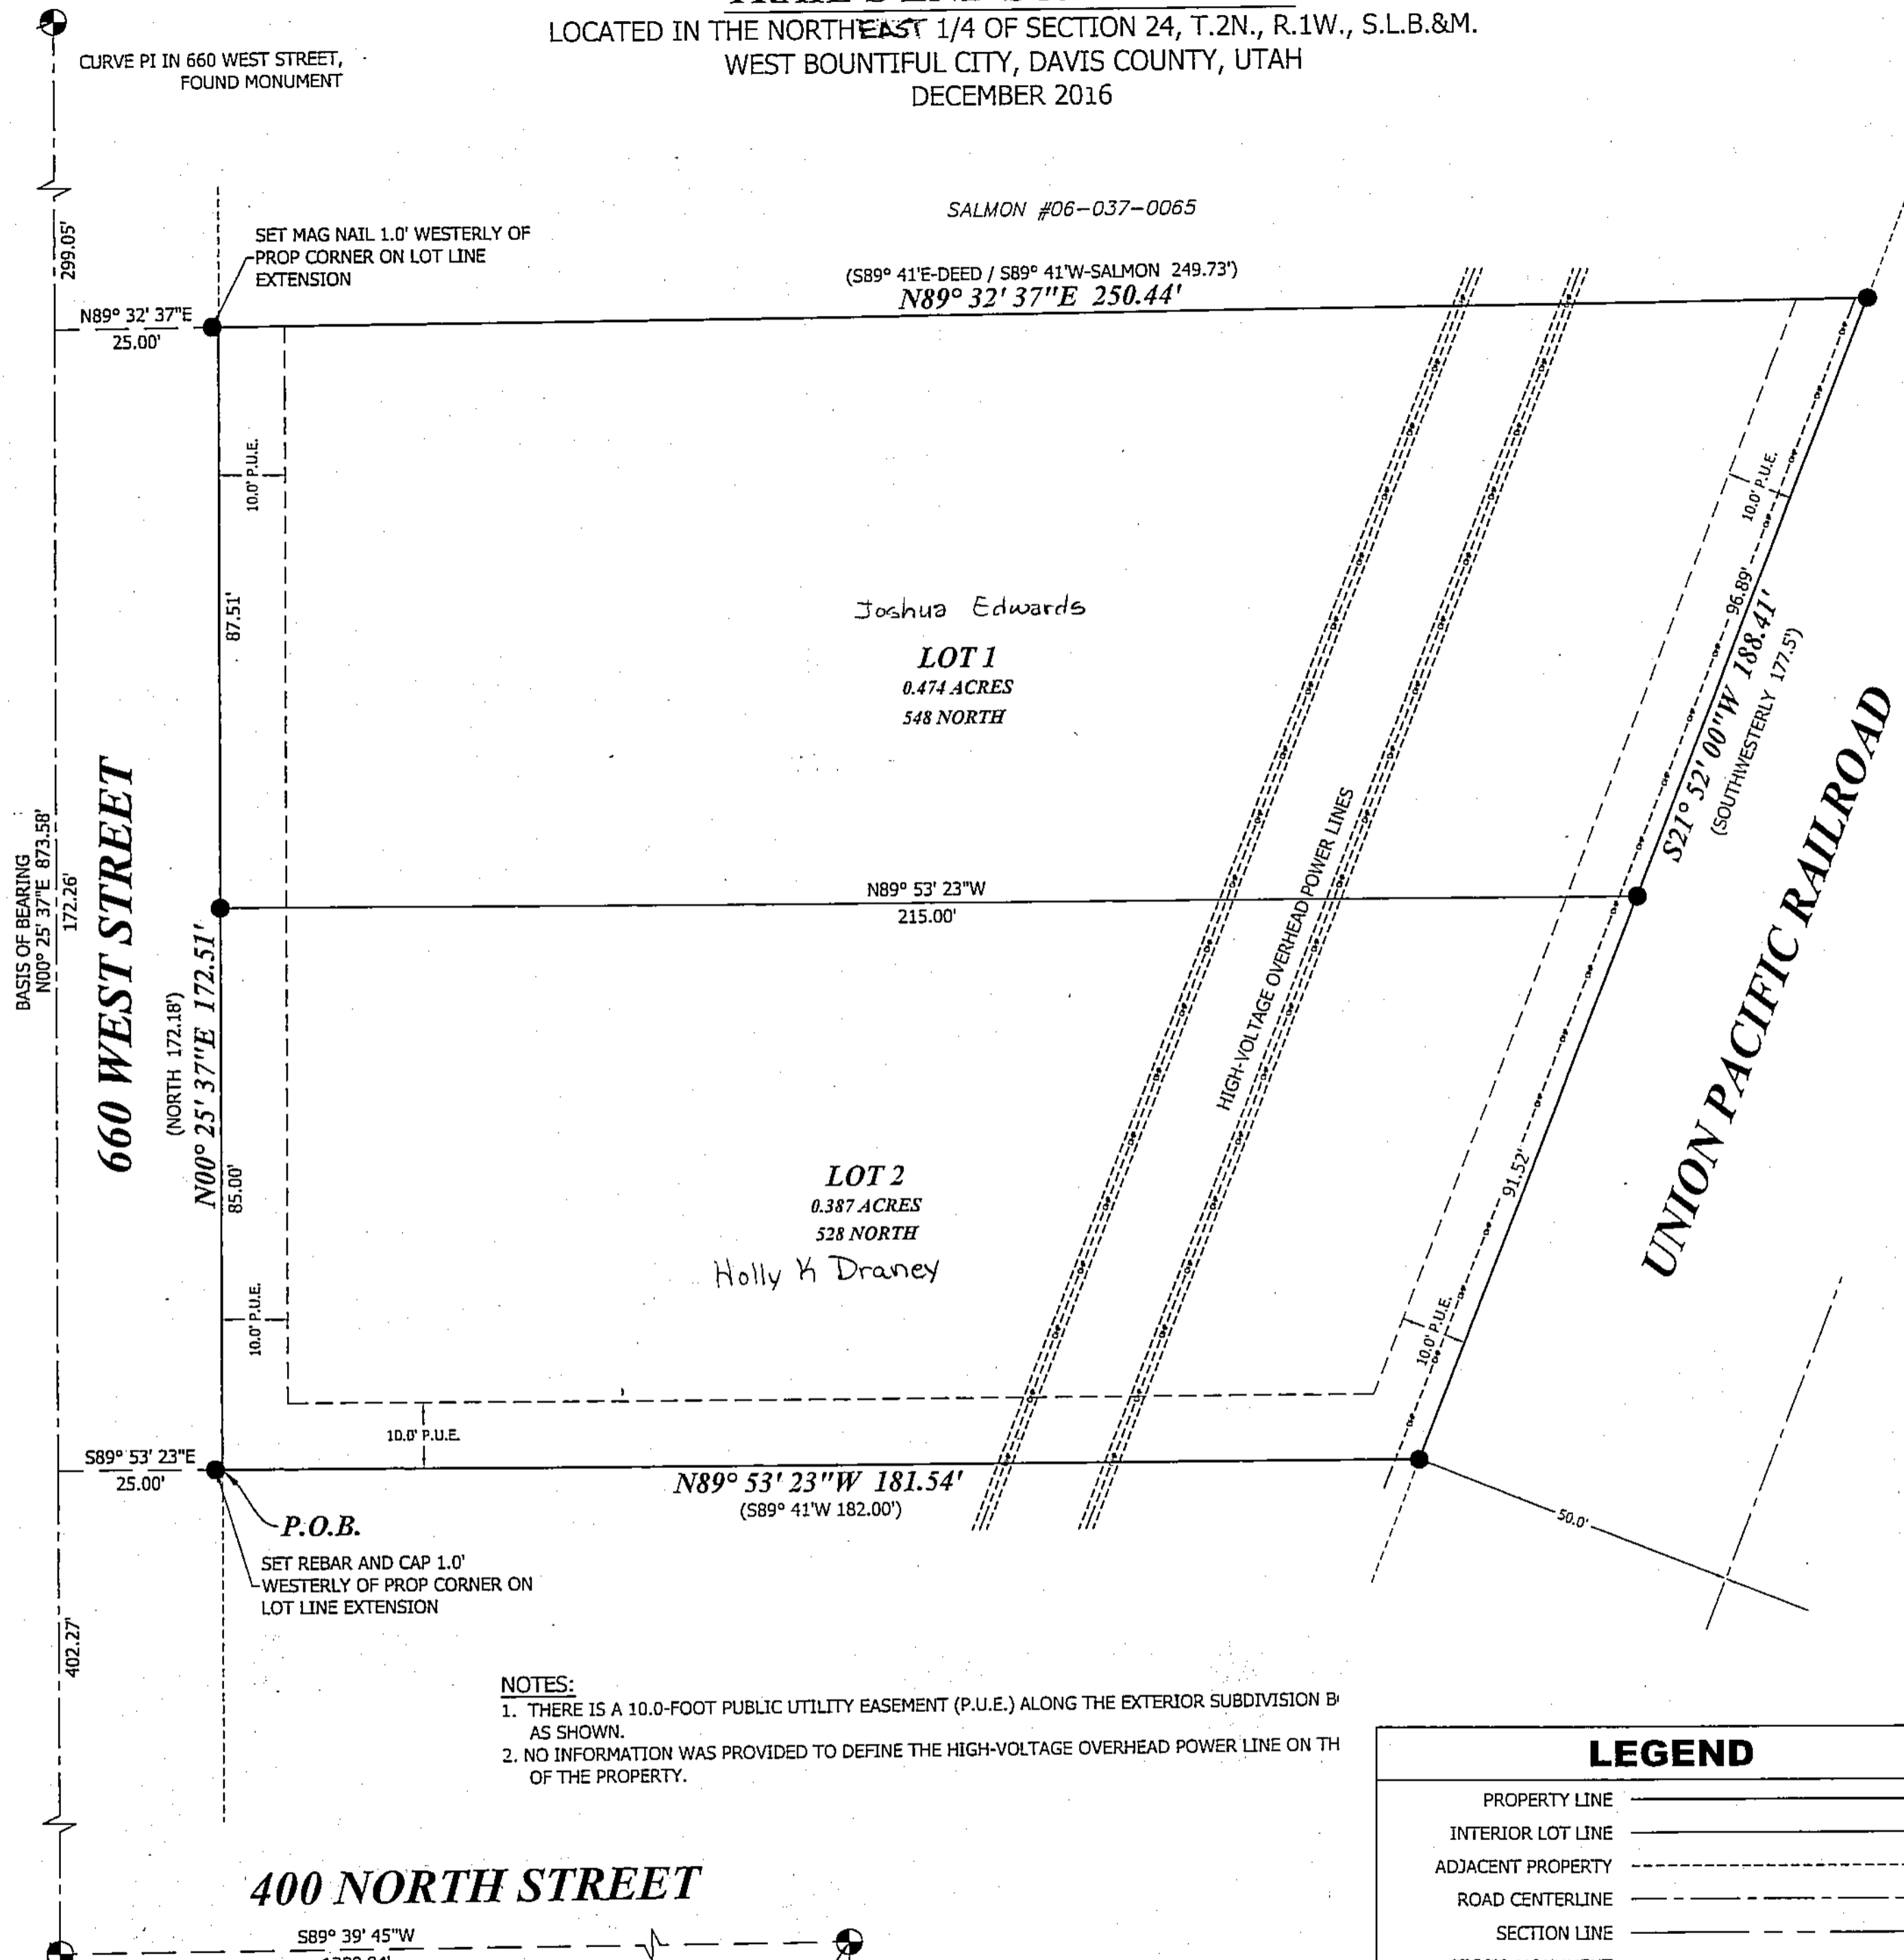 LOCATED IN THE NORTHEAST 1/4 OF SECTION 24, T.2N., R.1W., S.L.B.&M.
WEST BOUNTIFUL CITY, DAVIS COUNTY, UTAH
DECEMBER 2016
CURVE PI IN 660 WEST STREET,
FOUND MONUMENT
SALMON #06-037-0065
299.05'
SET MAG NAIL 1.0' WESTERLY OF
PROP CORNER ON LOT LINE
EXTENSION
(S89° 41'E-DEED / S89° 41'W-SALMON 249.73')
N89° 32' 37"E 250.44'
N89° 32' 37"E
25.00'
10.0' P.U.E.
10.0' P.U.E.
87.51'
Joshua Edwards
LOT 1
0.474 ACRES
548 NORTH
96.89'
S21° 52' 00"W 188.41'
(SOUTHWESTERLY 177.5')
UNION PACIFIC RAILROAD
HIGH-VOLTAGE OVERHEAD POWER LINES
BASIS OF BEARING
N00° 25' 37"E 873.58'
172.26'
660 WEST STREET
(NORTH 172.18')
N00° 25' 37"E 172.51'
N89° 53' 23"W
215.00'
85.00'
LOT 2
0.387 ACRES
528 NORTH
Holly K Draney
91.52'
10.0' P.U.E.
10.0' P.U.E.
10.0' P.U.E.
S89° 53' 23"E
25.00'
N89° 53' 23"W 181.54'
(S89° 41'W 182.00')
50.0'
P.O.B.
SET REBAR AND CAP 1.0'
WESTERLY OF PROP CORNER ON
LOT LINE EXTENSION
402.27'
NOTES:
1. THERE IS A 10.0-FOOT PUBLIC UTILITY EASEMENT (P.U.E.) ALONG THE EXTERIOR SUBDIVISION
AS SHOWN.
2. NO INFORMATION WAS PROVIDED TO DEFINE THE HIGH-VOLTAGE OVERHEAD POWER LINE ON TH
OF THE PROPERTY.
LEGEND
PROPERTY LINE
INTERIOR LOT LINE
ADJACENT PROPERTY
ROAD CENTERLINE
SECTION LINE
400 NORTH STREET
S89° 39' 45"W